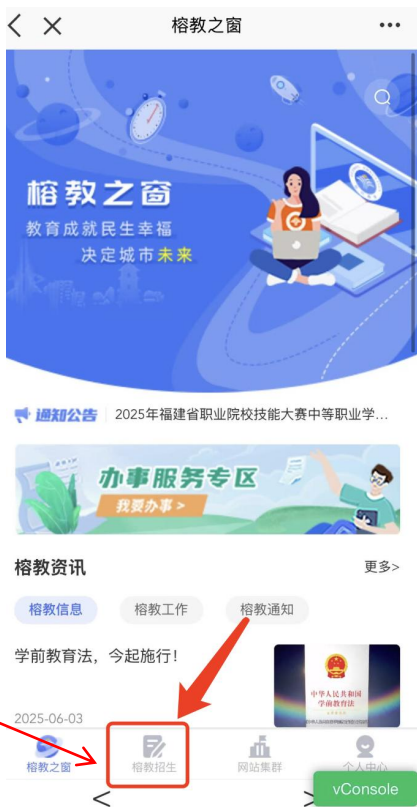 榕教之窗
榕教之窗
教育成就民生幸福
决定城市未来
通知公告 2025年福建省职业院校技能大赛中等职业学...
办事服务专区
我要办事 >
榕教资讯 更多>
榕教信息 榕教工作 榕教通知
学前教育法，今起施行！
中华人民共和国
学前教育法
2025-06-03
榕教之窗 榕教招生 网站集群 个人中心
vConsole